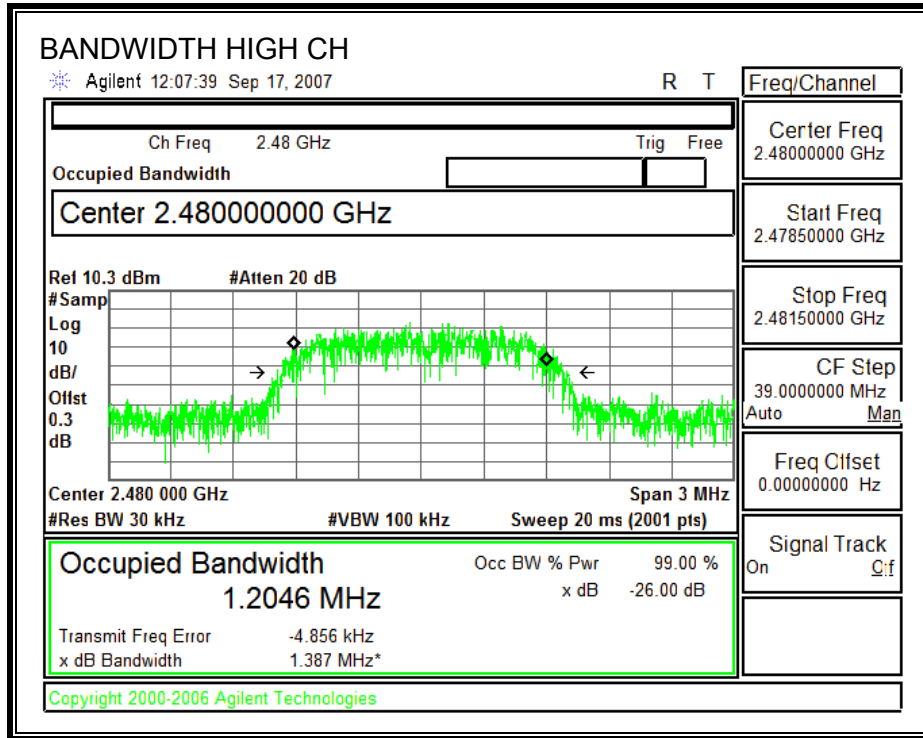 BANDWIDTH HIGH CH
Agilent 12:07:39 Sep 17, 2007 R T
Freq/Channel
Ch Freq 2.48 GHz Trig Free
Occupied Bandwidth
Center 2.480000000 GHz
Ref 10.3 dBm #Atten 20 dB
#Samp
Log
10
dB/
Offst
0.3
dB
Center 2.480 000 GHz Span 3 MHz
#Res BW 30 kHz #VBW 100 kHz Sweep 20 ms (2001 pts)
Occupied Bandwidth
1.2046 MHz
Occ BW % Pwr 99.00 %
x dB -26.00 dB
Transmit Freq Error -4.856 kHz
x dB Bandwidth 1.387 MHz*
Copyright 2000-2006 Agilent Technologies
Center Freq
2.48000000 GHz
Start Freq
2.47850000 GHz
Stop Freq
2.48150000 GHz
CF Step
39.0000000 MHz
Auto Man
Freq Offset
0.00000000 Hz
Signal Track
On Off